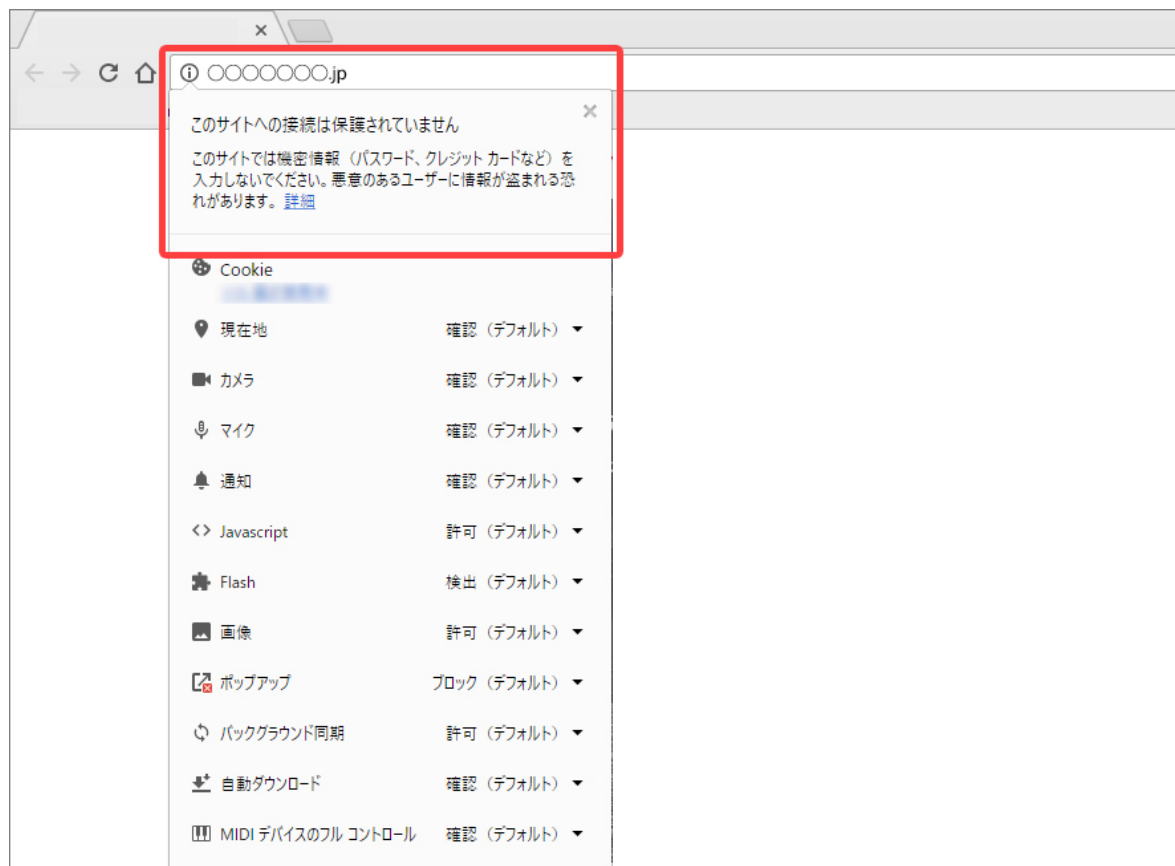 ○○○○○○○.jp
このサイトへの接続は保護されていません
このサイトでは機密情報（パスワード、クレジット カードなど）を
入力しないでください。悪意のあるユーザーに情報が盗まれる恐
れがあります。 詳細
Cookie
現在地 確認（デフォルト）
カメラ 確認（デフォルト）
マイク 確認（デフォルト）
通知 確認（デフォルト）
Javascript 許可（デフォルト）
Flash 検出（デフォルト）
画像 許可（デフォルト）
ポップアップ ブロック（デフォルト）
バックグラウンド同期 許可（デフォルト）
自動ダウンロード 確認（デフォルト）
MIDI デバイスのフル コントロール 確認（デフォルト）